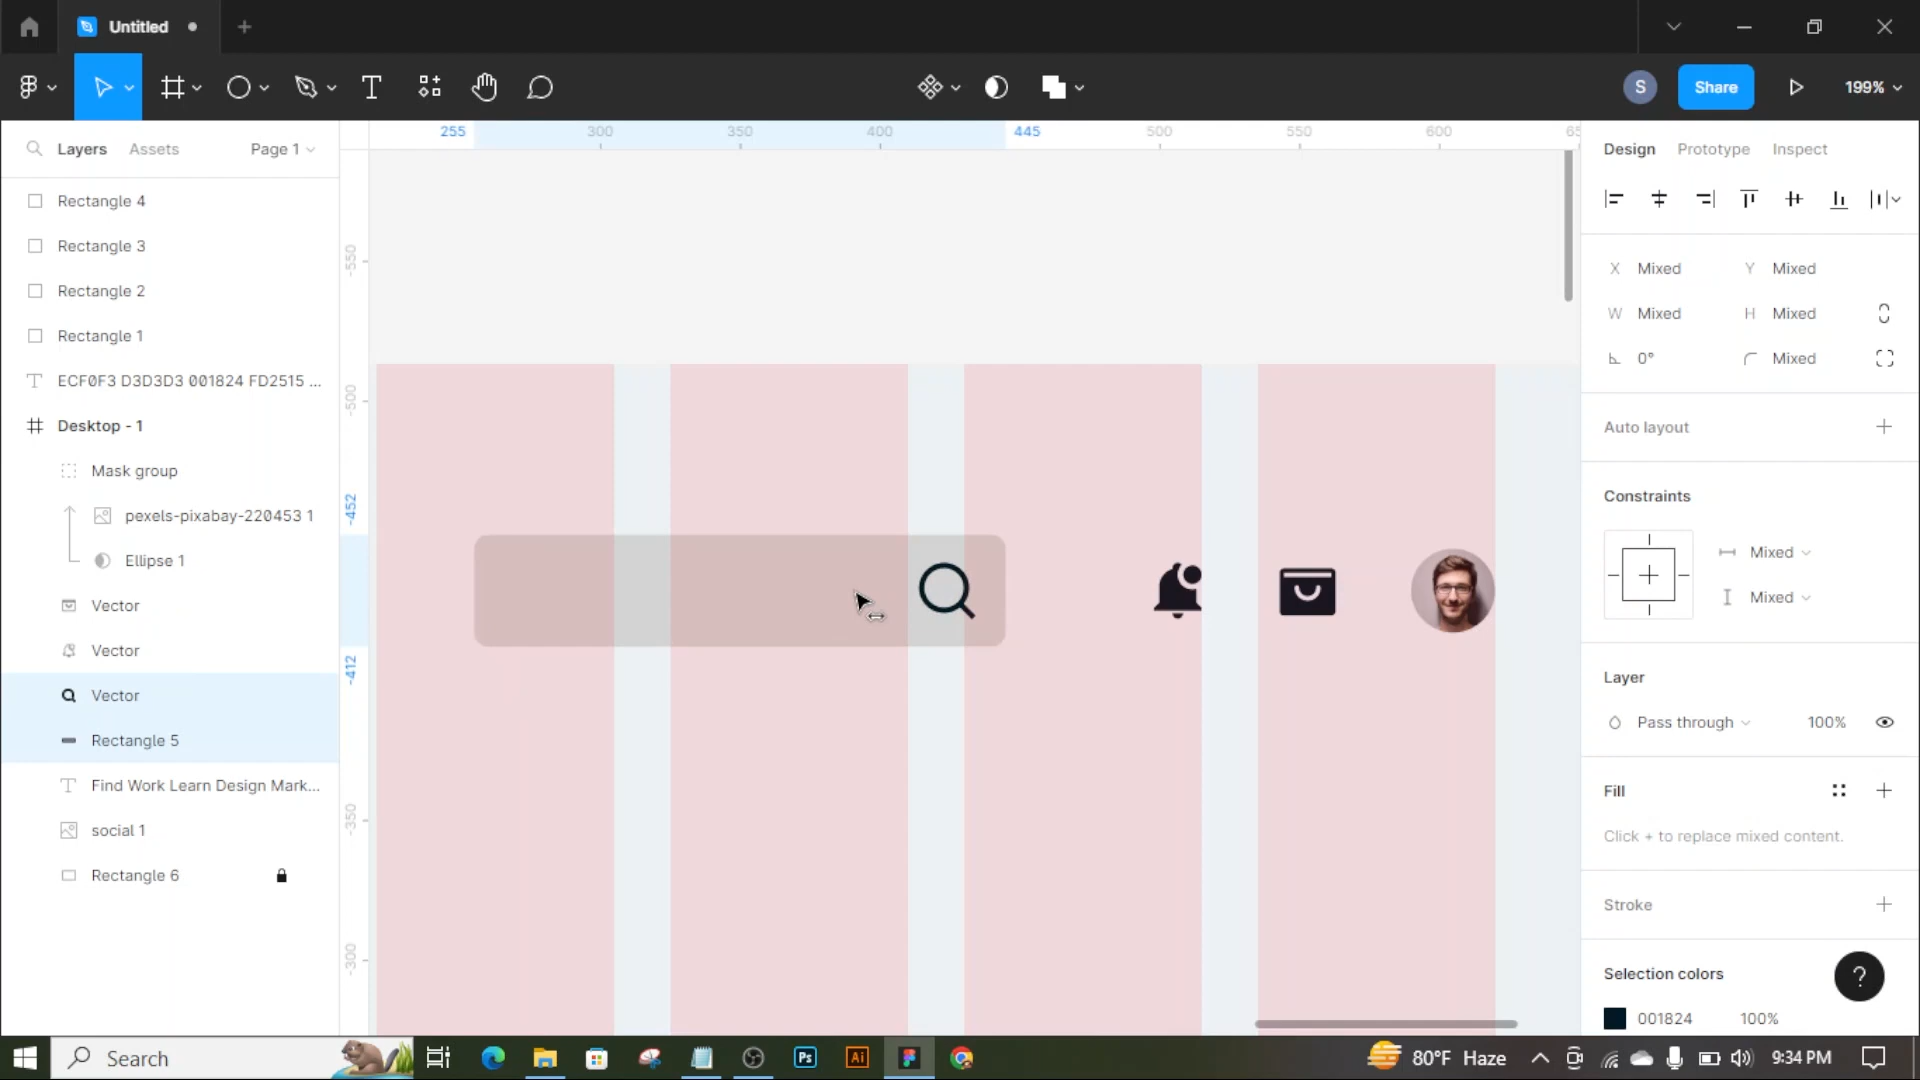 Untitled
S
Share
199%
Layers
Assets
Page 1
255
300
350
400
445
500
550
600
Design
Prototype
Inspect
Rectangle 4
Rectangle 3
Rectangle 2
Rectangle 1
ECF0F3 D3D3D3 001824 FD2515 ...
Desktop - 1
Mask group
pexels-pixabay-220453 1
Ellipse 1
Vector
Vector
Vector
Rectangle 5
Find Work Learn Design Mark...
social 1
Rectangle 6
-550
-500
-452
-412
-350
-300
X Mixed
Y Mixed
W Mixed
H Mixed
0°
Mixed
Auto layout
Constraints
Mixed
Mixed
Layer
Pass through
100%
Fill
Click + to replace mixed content.
Stroke
Selection colors
?
001824
100%
Search
Ps
Ai
80°F Haze
9:34 PM